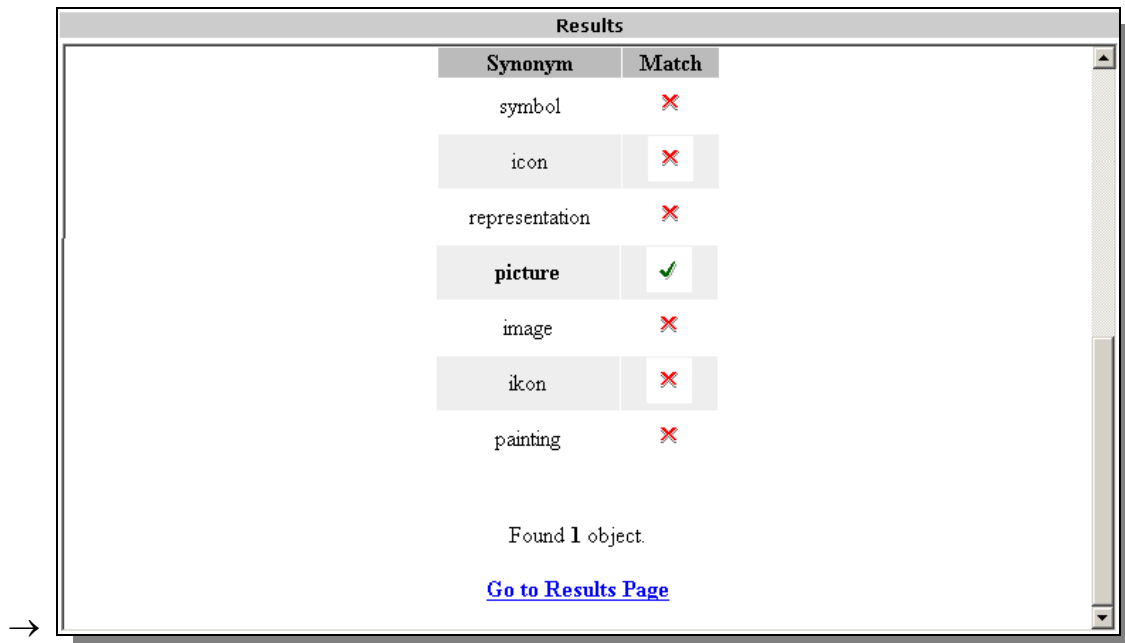 Results
Synonym Match
symbol
icon
representation
picture
image
ikon
painting
Found 1 object.
Go to Results Page
→